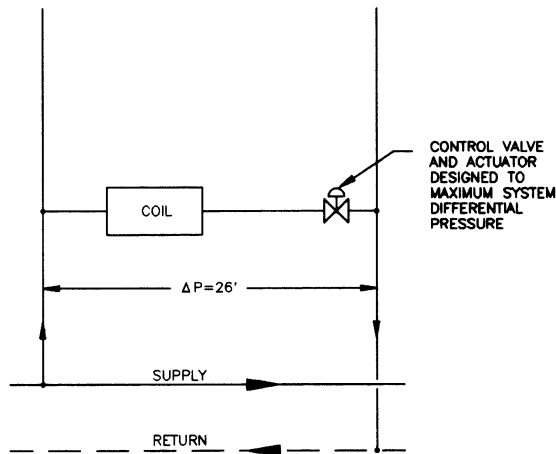 CONTROL VALVE
AND ACTUATOR
DESIGNED TO
MAXIMUM SYSTEM
DIFFERENTIAL
PRESSURE
COIL
ΔP=26'
SUPPLY
RETURN